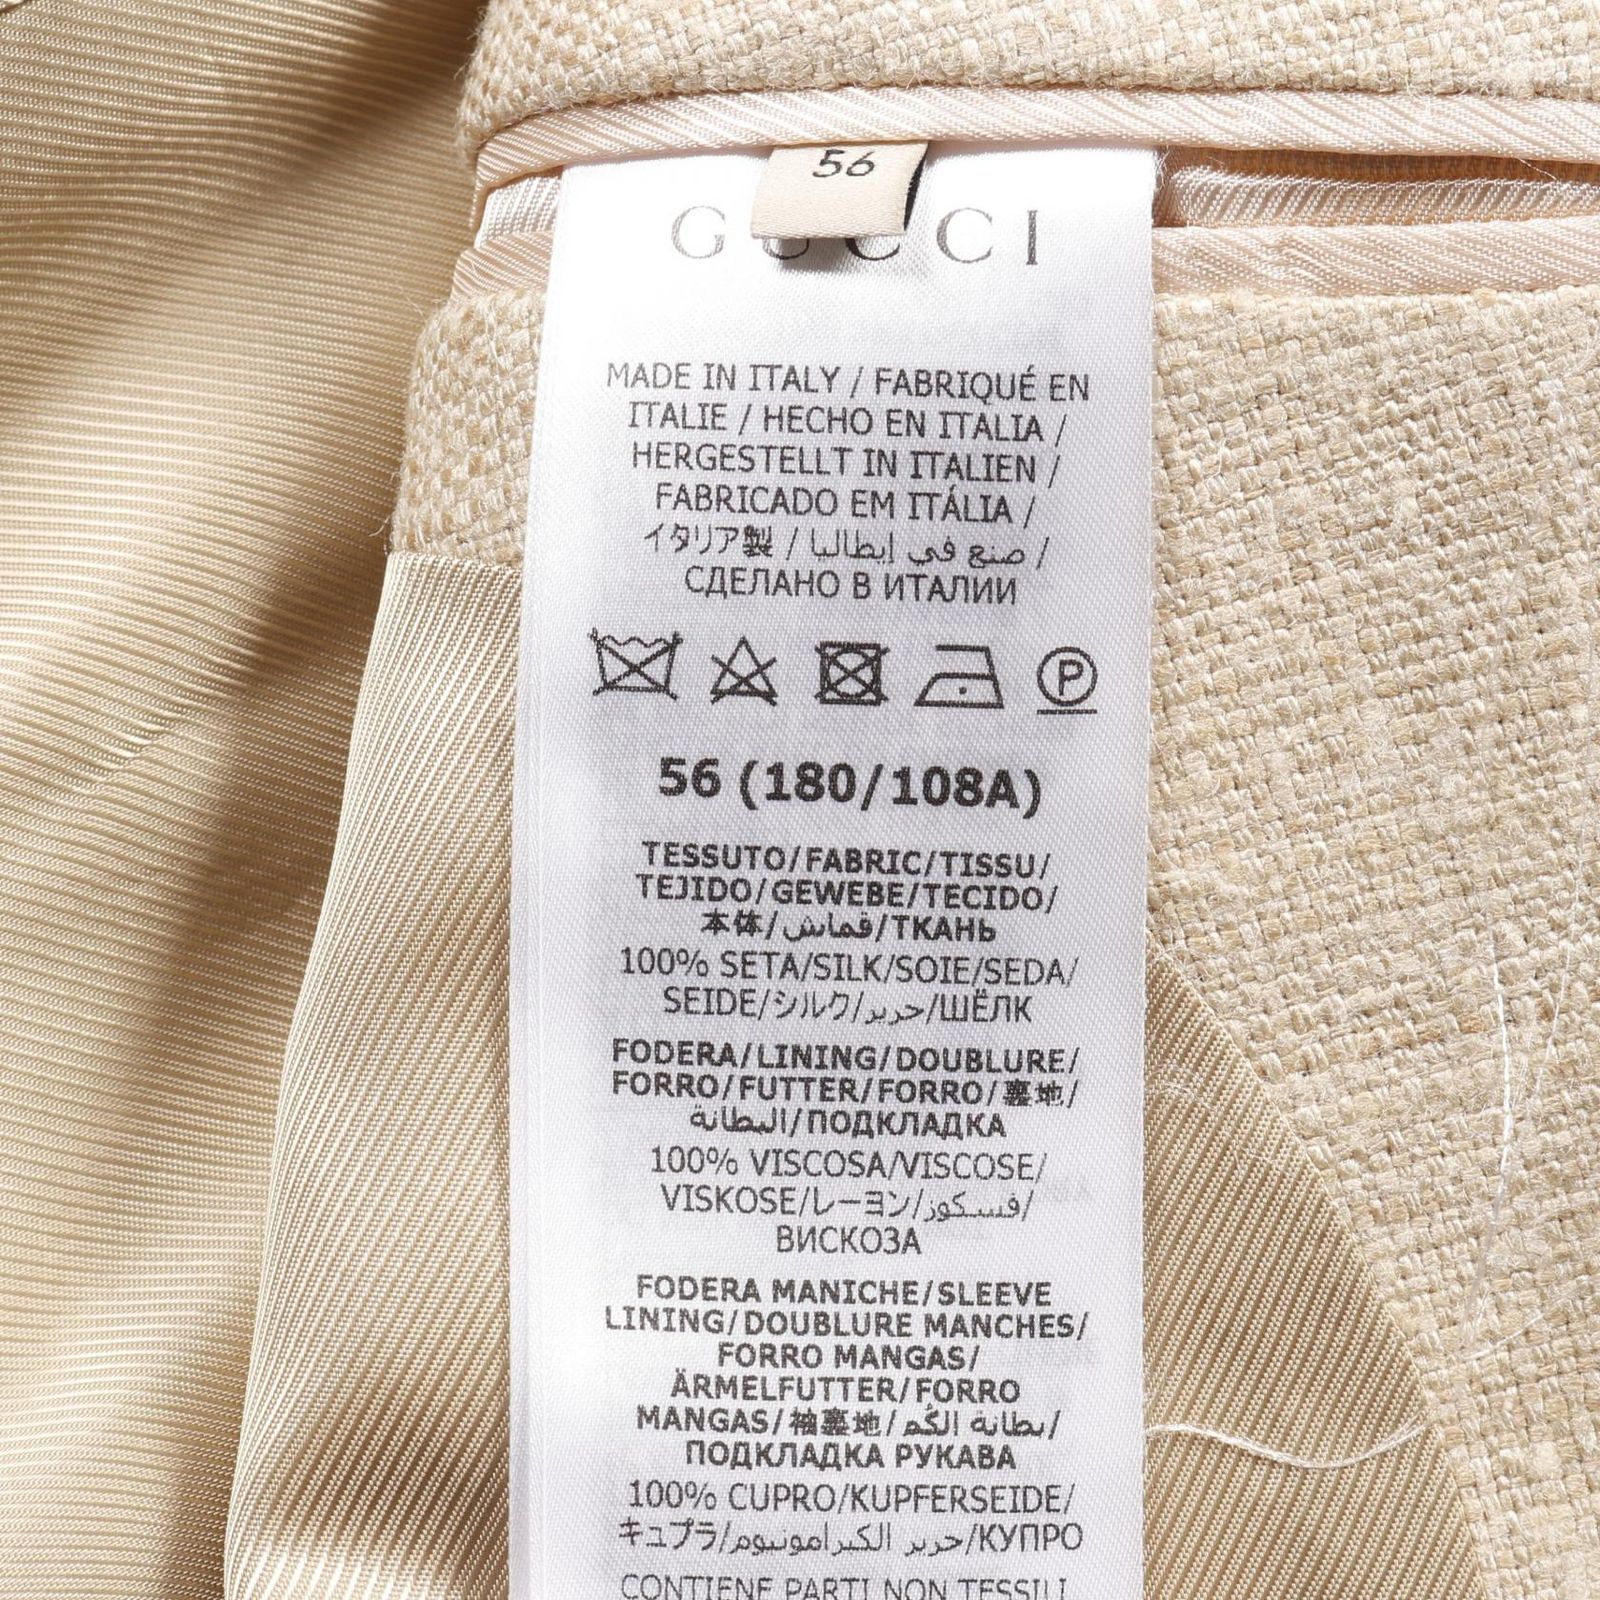 56
GUCCI
MADE IN ITALY / FABRIQUÉ EN
ITALIE / HECHO EN ITALIA /
HERGESTELLT IN ITALIEN /
FABRICADO EM ITÁLIA /
イタリア製 / صنع في إيطاليا /
СДЕЛАНО В ИТАЛИИ
P
56 (180/108A)
TESSUTO/FABRIC/TISSU/
TEJIDO/GEWEBE/TECIDO/
本体/قماش/ТКАНЬ
100% SETA/SILK/SOIE/SEDA/
SEIDE/シルク/حرير/ШЁЛК
FODERA/LINING/DOUBLURE/
FORRO/FUTTER/FORRO/裏地/
البطانة/ПОДКЛАДКА
100% VISCOSA/VISCOSE/
VISKOSE/レーヨン/فسكوز/
ВИСКОЗА
FODERA MANICHE/SLEEVE
LINING/DOUBLURE MANCHES/
FORRO MANGAS/
ÄRMELFUTTER/FORRO
MANGAS/袖裏地/بطانة الكُم/
ПОДКЛАДКА РУКАВА
100% CUPRO/KUPFERSEIDE/
キュプラ/حرير الكبرامونيوم/КУПРО
CONTIENE PARTI NON TESSILI